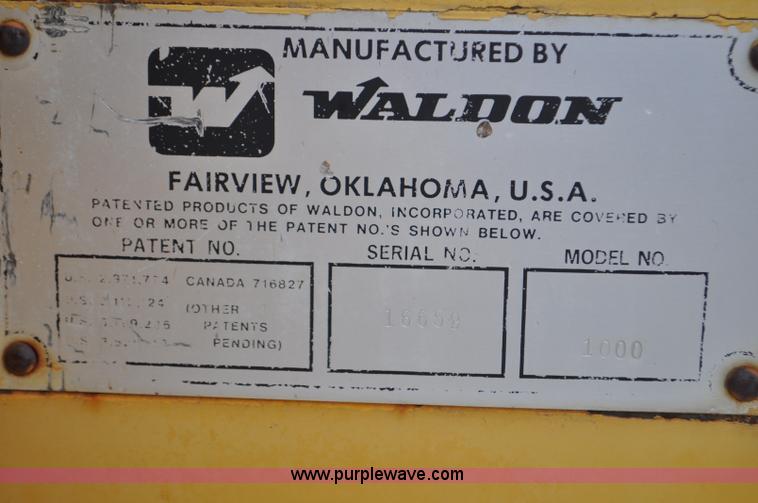 MANUFACTURED BY
W WALDON
FAIRVIEW, OKLAHOMA, U.S.A.
PATENTED PRODUCTS OF WALDON, INCORPORATED, ARE COVERED BY
ONE OR MORE OF THE PATENT NO.'S SHOWN BELOW.
PATENT NO. SERIAL NO. MODEL NO.
CANADA 716827
(OTHER
PATENTS
PENDING)
16659
1000
www.purplewave.com